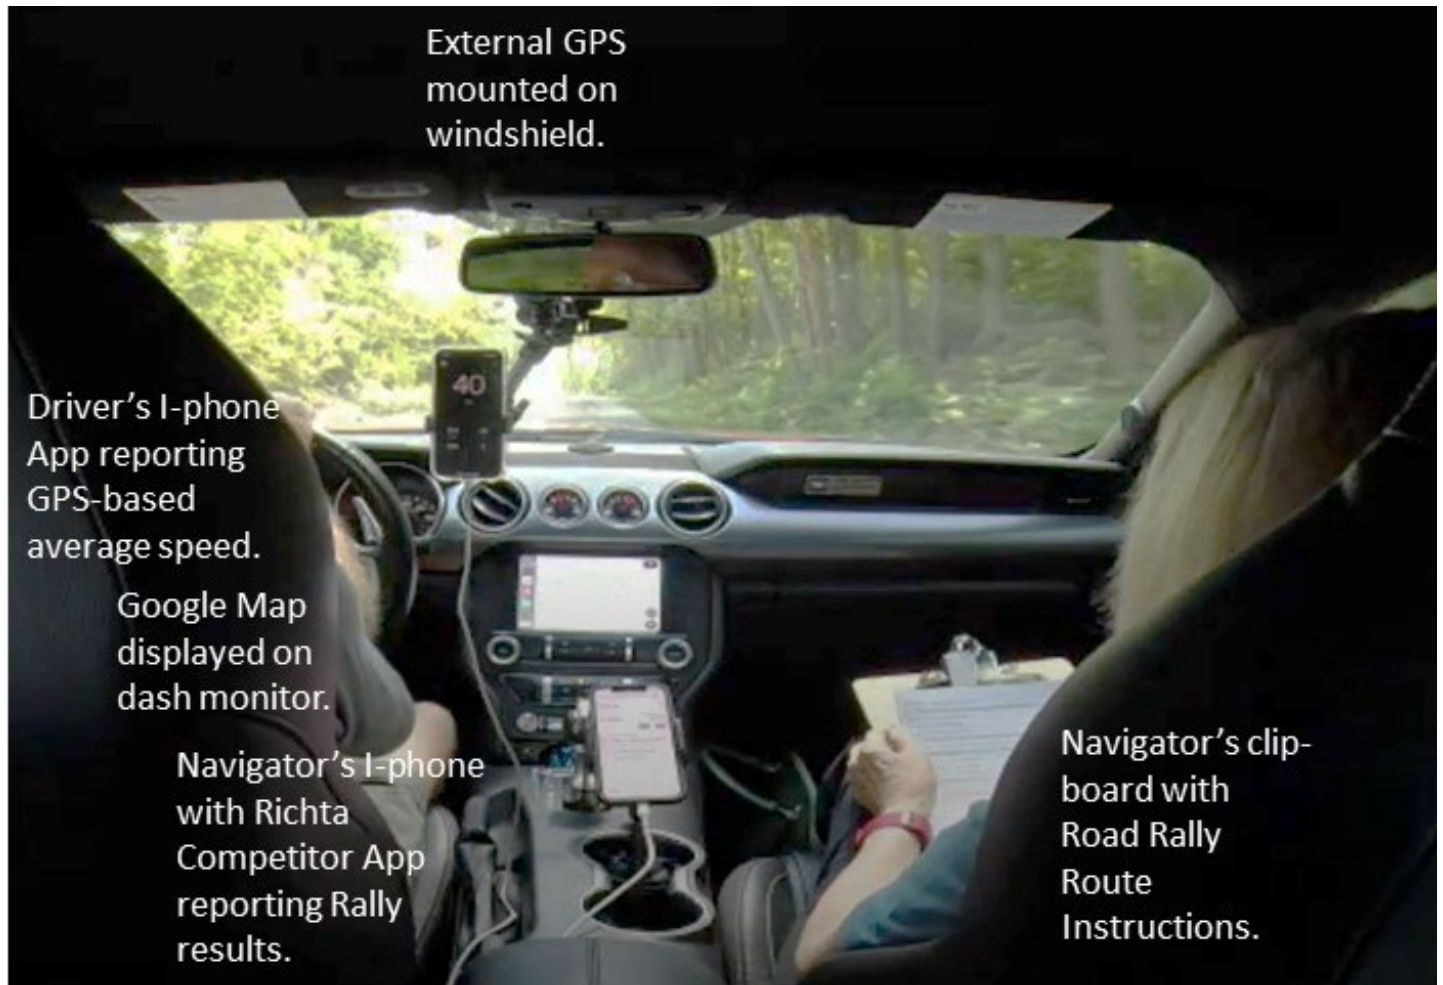 External GPS
mounted on
windshield.
40
Driver's I-phone
App reporting
GPS-based
average speed.
Google Map
displayed on
dash monitor.
Navigator's I-phone
with Richta
Competitor App
reporting Rally
results.
Navigator's clip-
board with
Road Rally
Route
Instructions.